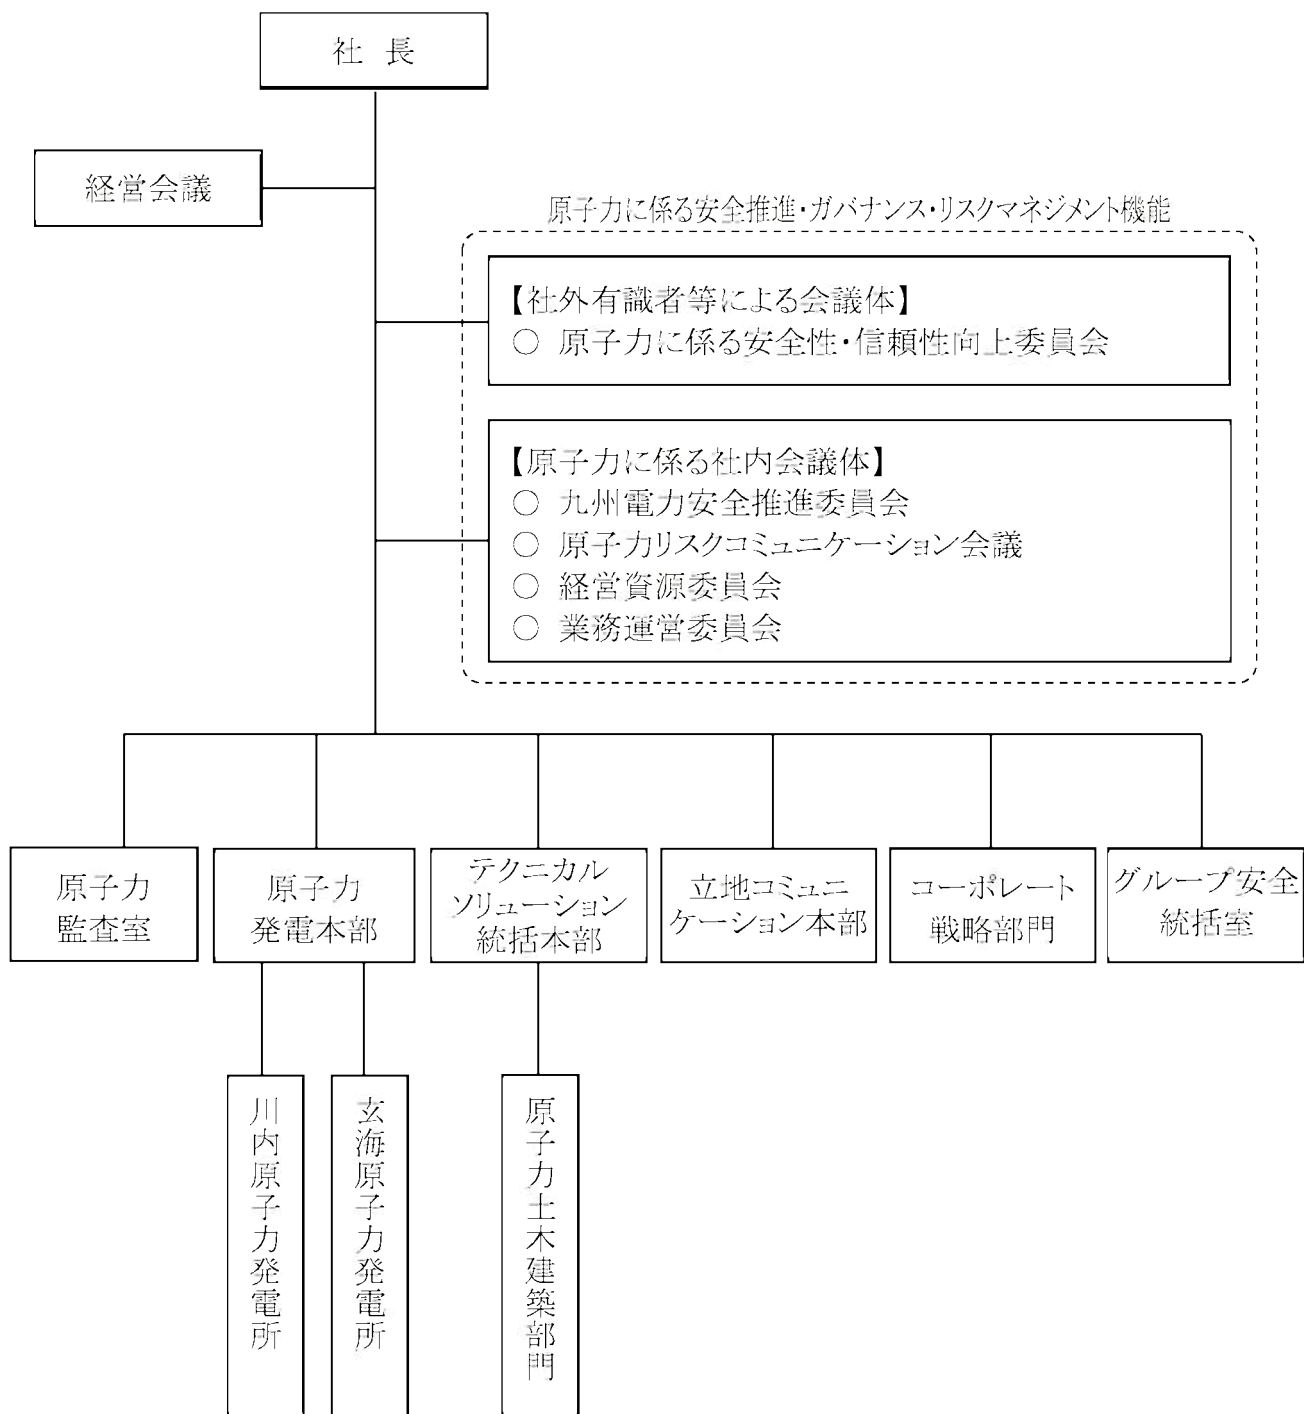 社 長
経営会議
原子力に係る安全推進・ガバナンス・リスクマネジメント機能
【社外有識者等による会議体】
○ 原子力に係る安全性・信頼性向上委員会
【原子力に係る社内会議体】
○ 九州電力安全推進委員会
○ 原子力リスクコミュニケーション会議
○ 経営資源委員会
○ 業務運営委員会
原子力
監査室
原子力
発電本部
テクニカル
ソリューション
統括本部
立地コミュニ
ケーション本部
コーポレート
戦略部門
グループ安全
統括室
川内原子力発電所
玄海原子力発電所
原子力土木建築部門